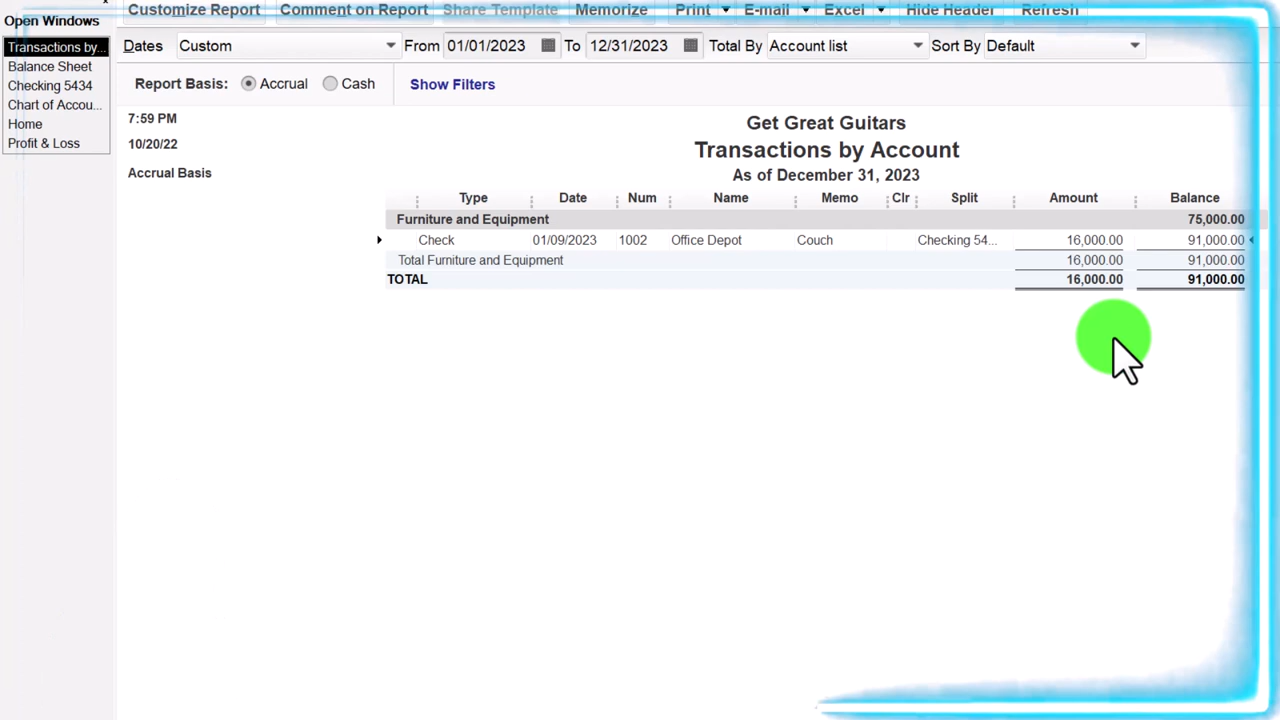 Customize Report Comment on Report Share Template Memorize Print E-mail Excel Hide Header Refresh
Open Windows
Transactions by...
Balance Sheet
Checking 5434
Chart of Accou...
Home
Profit & Loss
Dates Custom From 01/01/2023 To 12/31/2023 Total By Account list Sort By Default
Report Basis: Accrual Cash Show Filters
7:59 PM
10/20/22
Accrual Basis
Get Great Guitars
Transactions by Account
As of December 31, 2023
Type Date Num Name Memo Clr Split Amount Balance
Furniture and Equipment 75,000.00
Check 01/09/2023 1002 Office Depot Couch Checking 54... 16,000.00 91,000.00
Total Furniture and Equipment 16,000.00 91,000.00
TOTAL 16,000.00 91,000.00